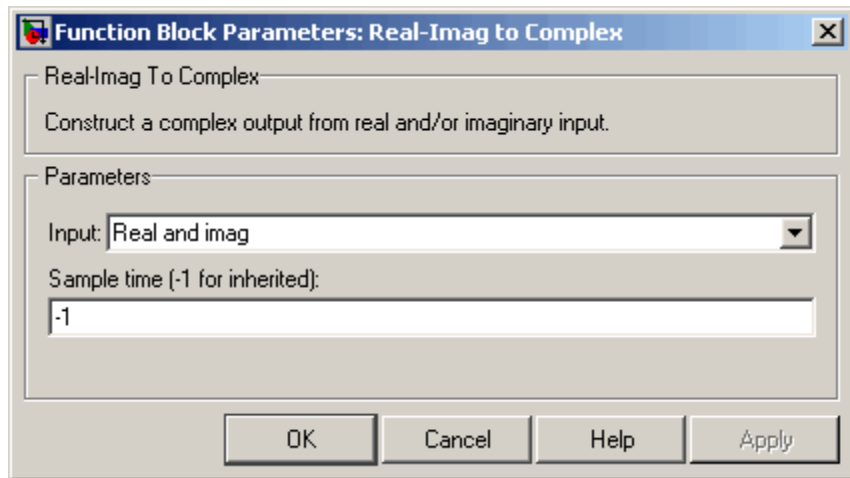 Function Block Parameters: Real-Imag to Complex
Real-Imag To Complex
Construct a complex output from real and/or imaginary input.
Parameters
Input: Real and imag
Sample time (-1 for inherited):
-1
OK Cancel Help Apply